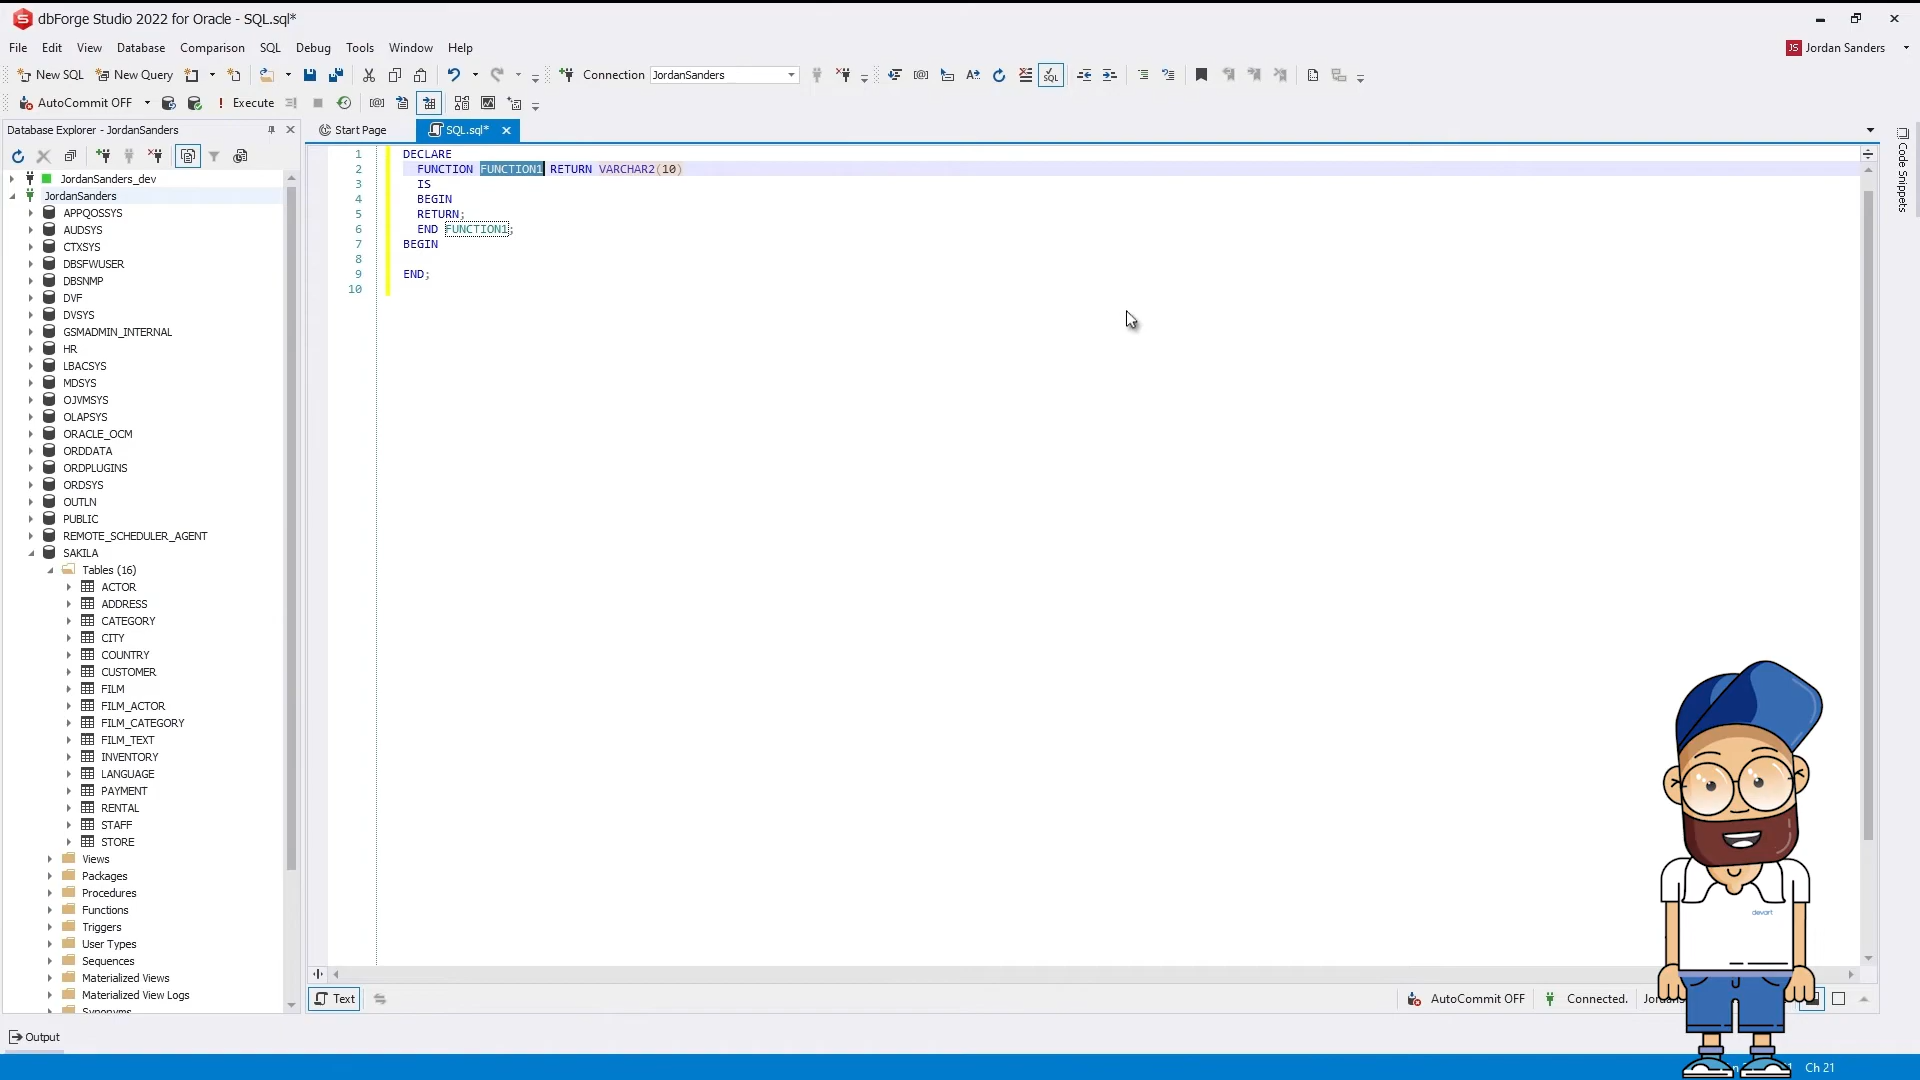 dbForge Studio 2022 for Oracle - SQL.sql*
File Edit View Database Comparison SQL Debug Tools Window Help
JS Jordan Sanders
New SQL New Query Connection JordanSanders
AutoCommit OFF Execute
Database Explorer - JordanSanders
Start Page SQL.sql*
Code Snippets
JordanSanders_dev
JordanSanders
APPQOSSYS
AUDSYS
CTXSYS
DBSFWUSER
DBSNMP
DVF
DVSYS
GSMADMIN_INTERNAL
HR
LBACSYS
MDSYS
OJVMSYS
OLAPSYS
ORACLE_OCM
ORDDATA
ORDPLUGINS
ORDSYS
OUTLN
PUBLIC
REMOTE_SCHEDULER_AGENT
SAKILA
Tables (16)
ACTOR
ADDRESS
CATEGORY
CITY
COUNTRY
CUSTOMER
FILM
FILM_ACTOR
FILM_CATEGORY
FILM_TEXT
INVENTORY
LANGUAGE
PAYMENT
RENTAL
STAFF
STORE
Views
Packages
Procedures
Functions
Triggers
User Types
Sequences
Materialized Views
Materialized View Logs
Synonyms
1 DECLARE
2 FUNCTION FUNCTION1 RETURN VARCHAR2(10)
3 IS
4 BEGIN
5 RETURN;
6 END FUNCTION1;
7 BEGIN
8
9 END;
10
devart
Text
AutoCommit OFF Connected.
Output
Ch 21